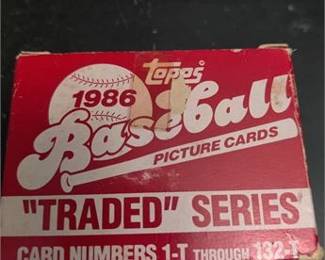 Topps
1986
Baseball
PICTURE CARDS
"TRADED" SERIES
CARD NUMBERS 1-T THROUGH 132-T